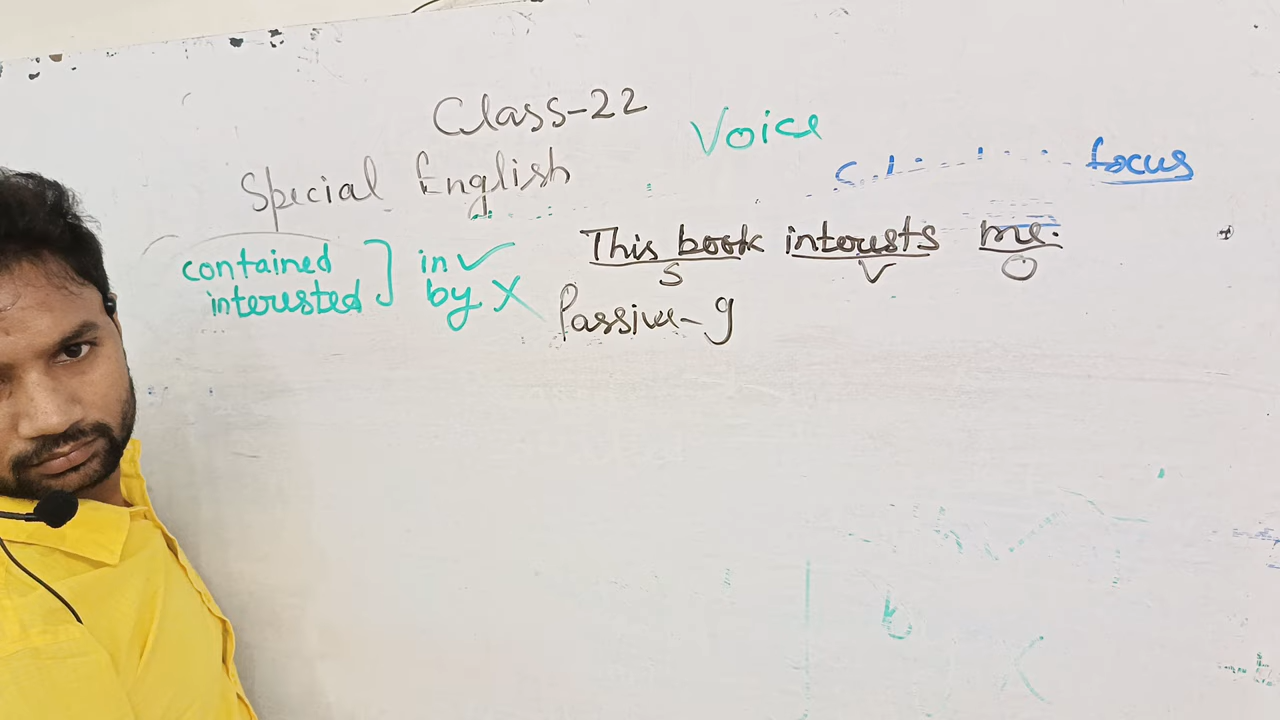 Class-22
Voice
focus
Special English
This book interests me.
S V O
contained ] in ✓
interested by X
Passive- g